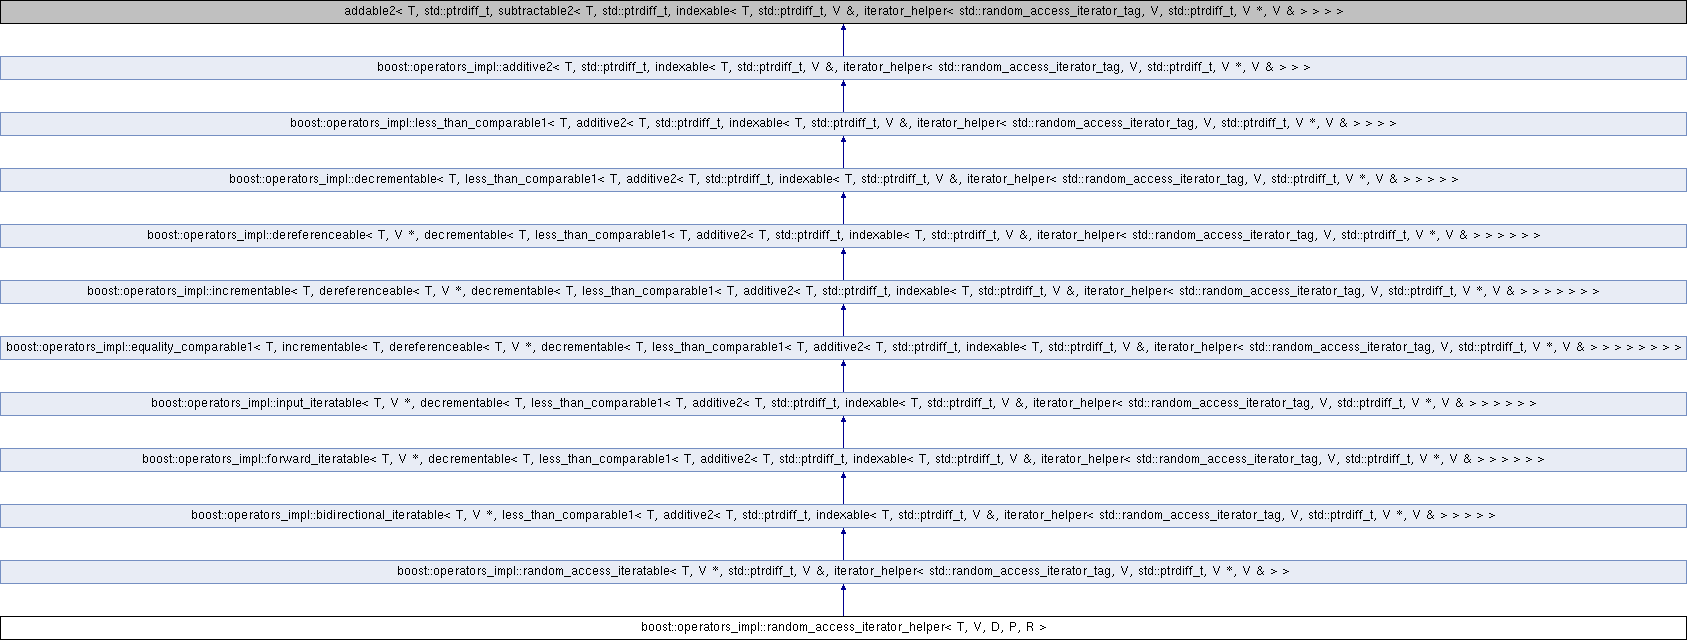 addable2< T, std::ptrdiff_t, subtractable2< T, std::ptrdiff_t, indexable< T, std::ptrdiff_t, V &, iterator_helper< std::random_access_iterator_tag, V, std::ptrdiff_t, V *, V & > > > >
boost::operators_impl::additive2< T, std::ptrdiff_t, indexable< T, std::ptrdiff_t, V &, iterator_helper< std::random_access_iterator_tag, V, std::ptrdiff_t, V *, V & > > >
boost::operators_impl::less_than_comparable1< T, additive2< T, std::ptrdiff_t, indexable< T, std::ptrdiff_t, V &, iterator_helper< std::random_access_iterator_tag, V, std::ptrdiff_t, V *, V & > > > >
boost::operators_impl::decrementable< T, less_than_comparable1< T, additive2< T, std::ptrdiff_t, indexable< T, std::ptrdiff_t, V &, iterator_helper< std::random_access_iterator_tag, V, std::ptrdiff_t, V *, V & > > > > >
boost::operators_impl::dereferenceable< T, V *, decrementable< T, less_than_comparable1< T, additive2< T, std::ptrdiff_t, indexable< T, std::ptrdiff_t, V &, iterator_helper< std::random_access_iterator_tag, V, std::ptrdiff_t, V *, V & > > > > > >
boost::operators_impl::incrementable< T, dereferenceable< T, V *, decrementable< T, less_than_comparable1< T, additive2< T, std::ptrdiff_t, indexable< T, std::ptrdiff_t, V &, iterator_helper< std::random_access_iterator_tag, V, std::ptrdiff_t, V *, V & > > > > > > >
boost::operators_impl::equality_comparable1< T, incrementable< T, dereferenceable< T, V *, decrementable< T, less_than_comparable1< T, additive2< T, std::ptrdiff_t, indexable< T, std::ptrdiff_t, V &, iterator_helper< std::random_access_iterator_tag, V, std::ptrdiff_t, V *, V & > > > > > > > >
boost::operators_impl::input_iteratable< T, V *, decrementable< T, less_than_comparable1< T, additive2< T, std::ptrdiff_t, indexable< T, std::ptrdiff_t, V &, iterator_helper< std::random_access_iterator_tag, V, std::ptrdiff_t, V *, V & > > > > > >
boost::operators_impl::forward_iteratable< T, V *, decrementable< T, less_than_comparable1< T, additive2< T, std::ptrdiff_t, indexable< T, std::ptrdiff_t, V &, iterator_helper< std::random_access_iterator_tag, V, std::ptrdiff_t, V *, V & > > > > > >
boost::operators_impl::bidirectional_iteratable< T, V *, less_than_comparable1< T, additive2< T, std::ptrdiff_t, indexable< T, std::ptrdiff_t, V &, iterator_helper< std::random_access_iterator_tag, V, std::ptrdiff_t, V *, V & > > > > >
boost::operators_impl::random_access_iteratable< T, V *, std::ptrdiff_t, V &, iterator_helper< std::random_access_iterator_tag, V, std::ptrdiff_t, V *, V & > >
boost::operators_impl::random_access_iterator_helper< T, V, D, P, R >